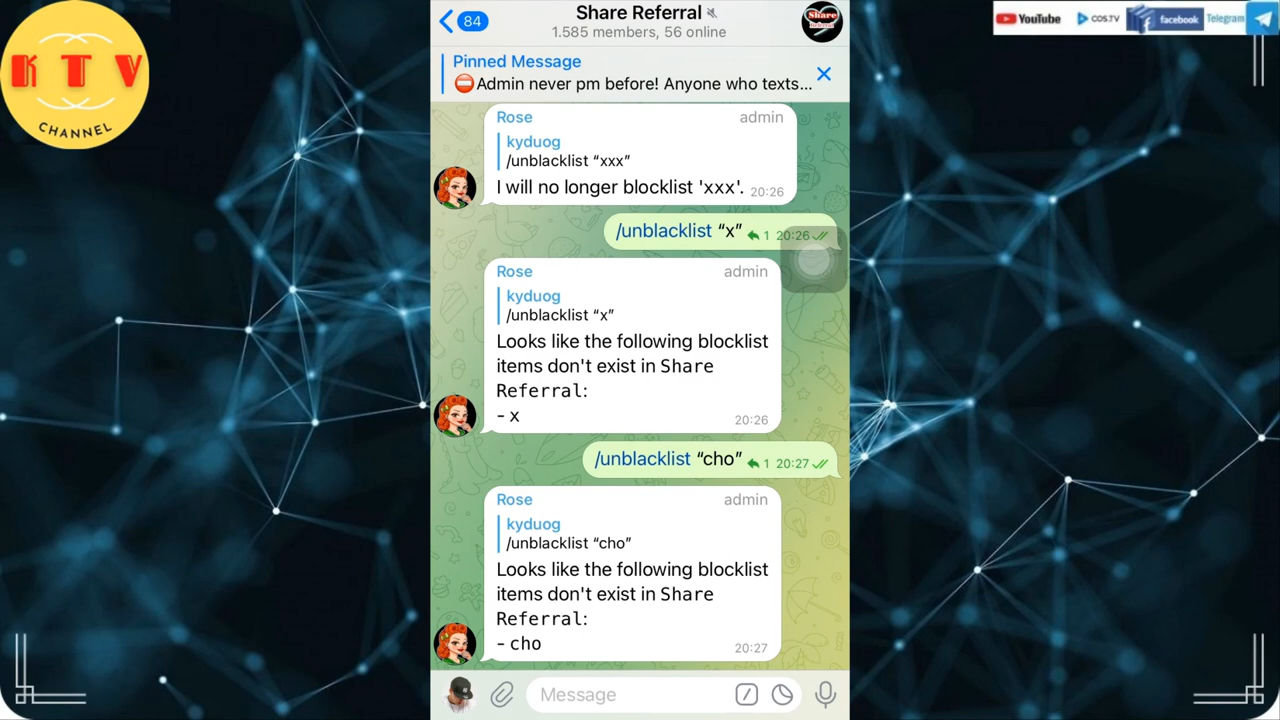 K T V
CHANNEL
YouTube
COS.TV
facebook
Telegram
84
Share Referral
1.585 members, 56 online
Share
Pinned Message
⛔Admin never pm before! Anyone who texts...
Rose admin
kyduog
/unblacklist “xxx”
I will no longer blocklist 'xxx'. 20:26
/unblacklist “x” 1 20:26
Rose admin
kyduog
/unblacklist “x”
Looks like the following blocklist
items don't exist in Share
Referral:
- x 20:26
/unblacklist “cho” 1 20:27
Rose admin
kyduog
/unblacklist “cho”
Looks like the following blocklist
items don't exist in Share
Referral:
- cho 20:27
Message